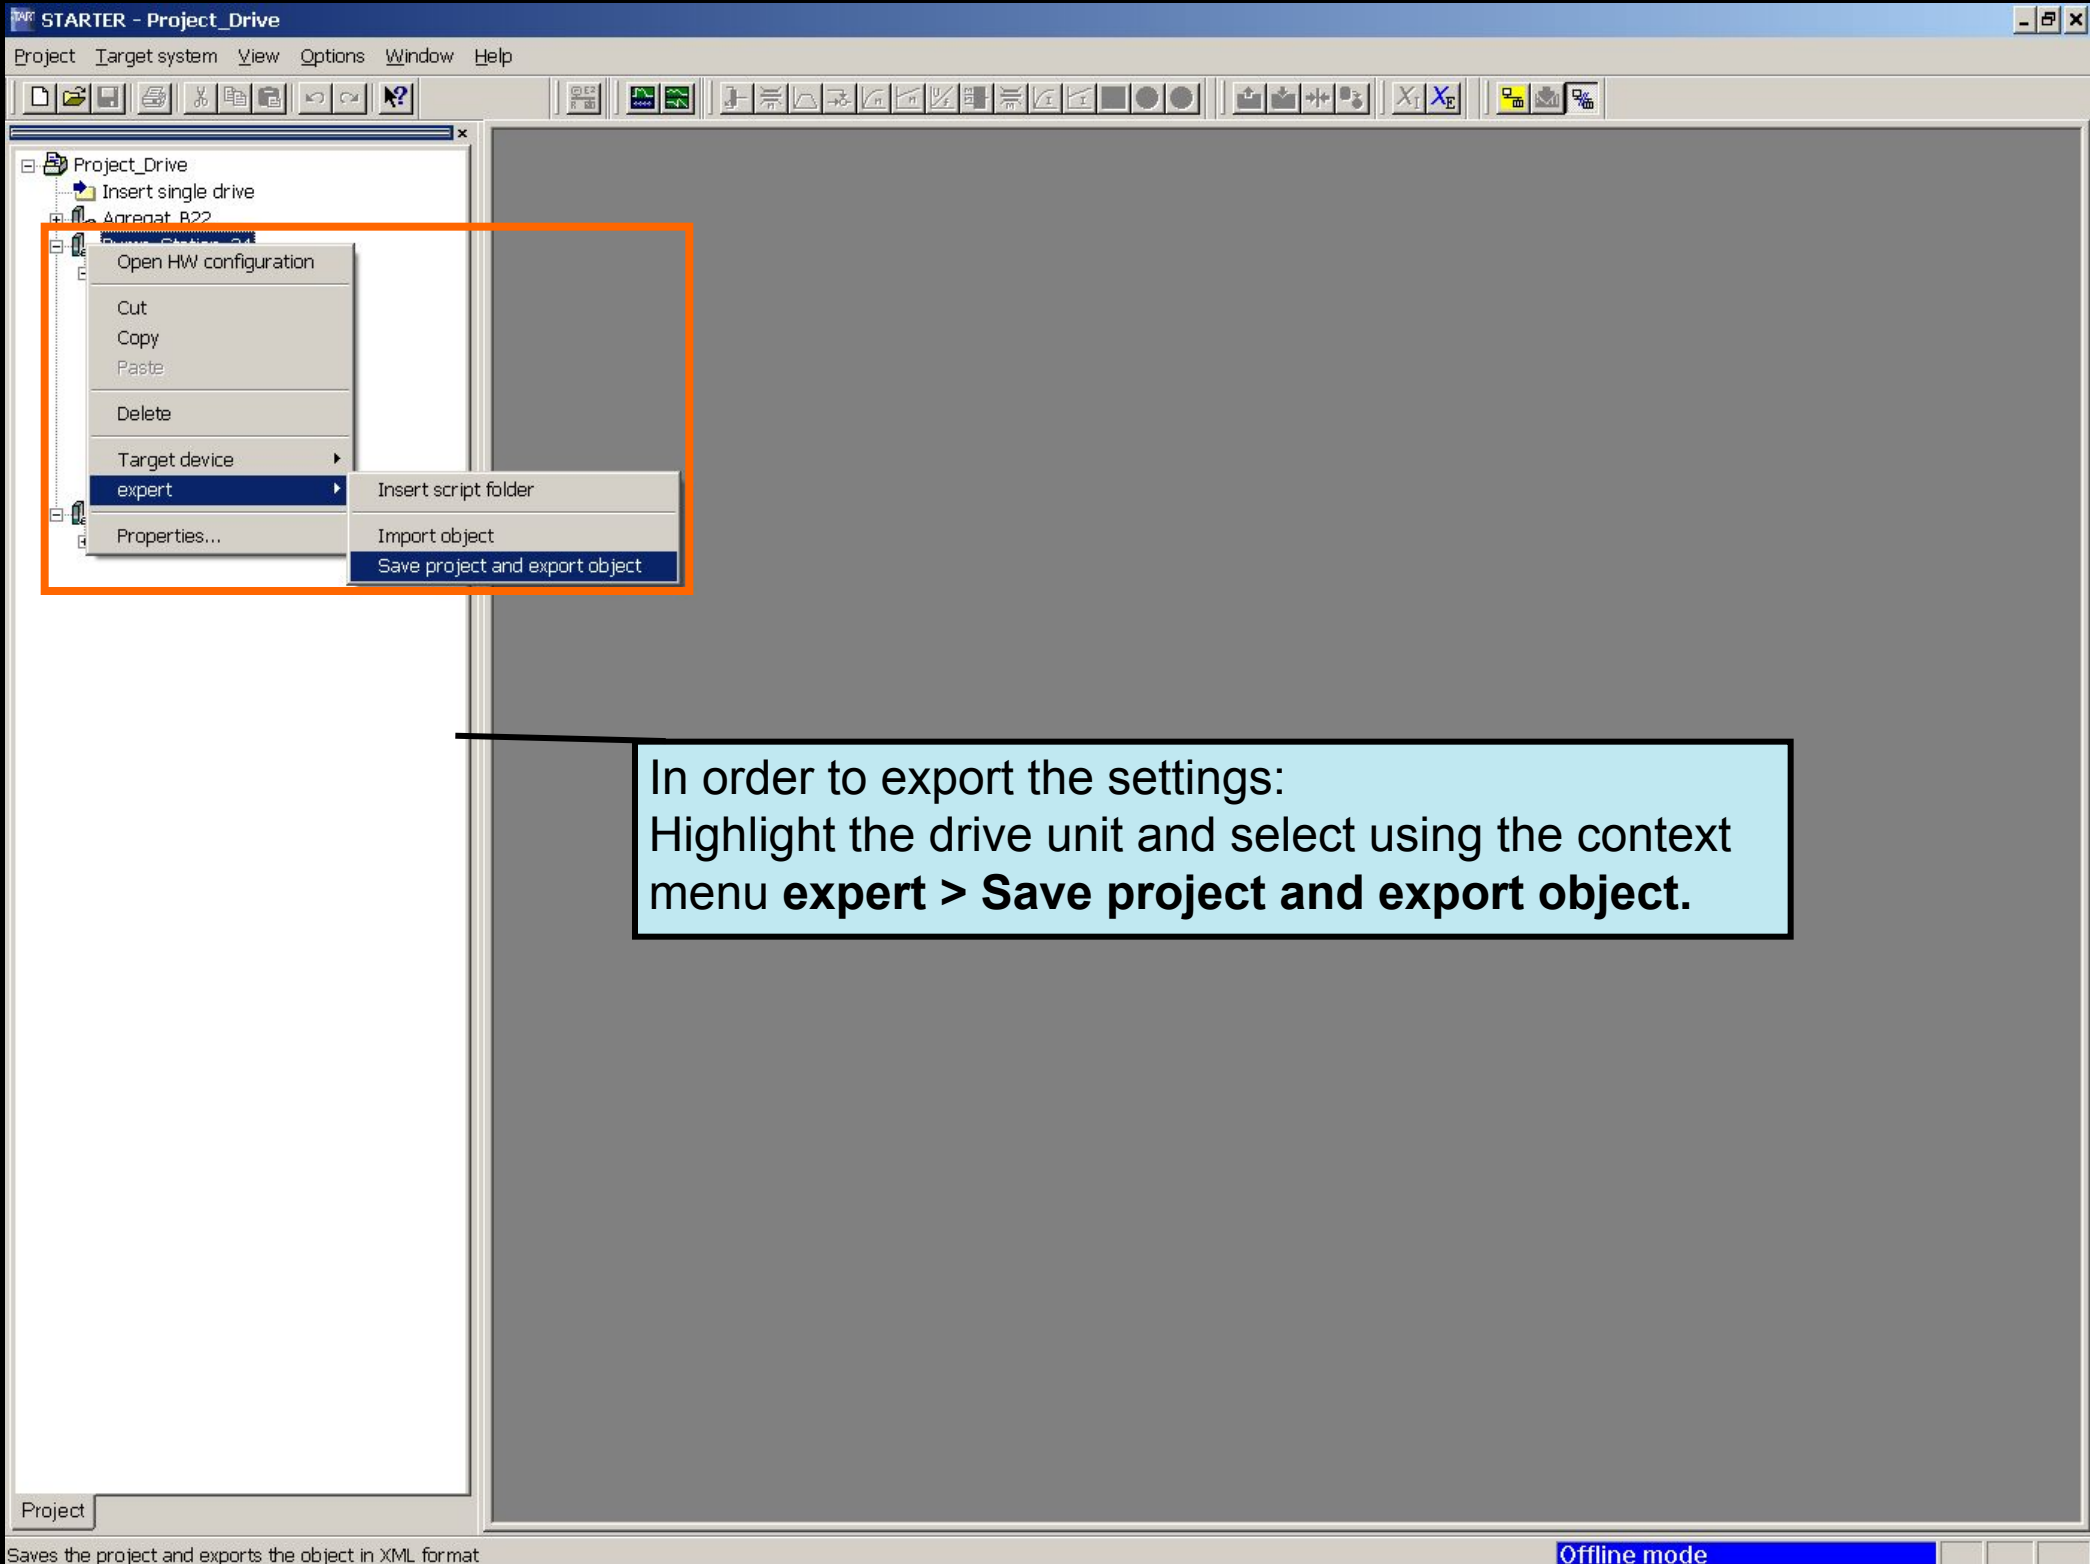 STARTER - Project_Drive
Project Target system View Options Window Help
Project_Drive
Insert single drive
Agregat_B22
Open HW configuration
Cut
Copy
Paste
Delete
Target device
expert
Properties...
Insert script folder
Import object
Save project and export object
In order to export the settings:
Highlight the drive unit and select using the context
menu expert > Save project and export object.
Project
Saves the project and exports the object in XML format
Offline mode